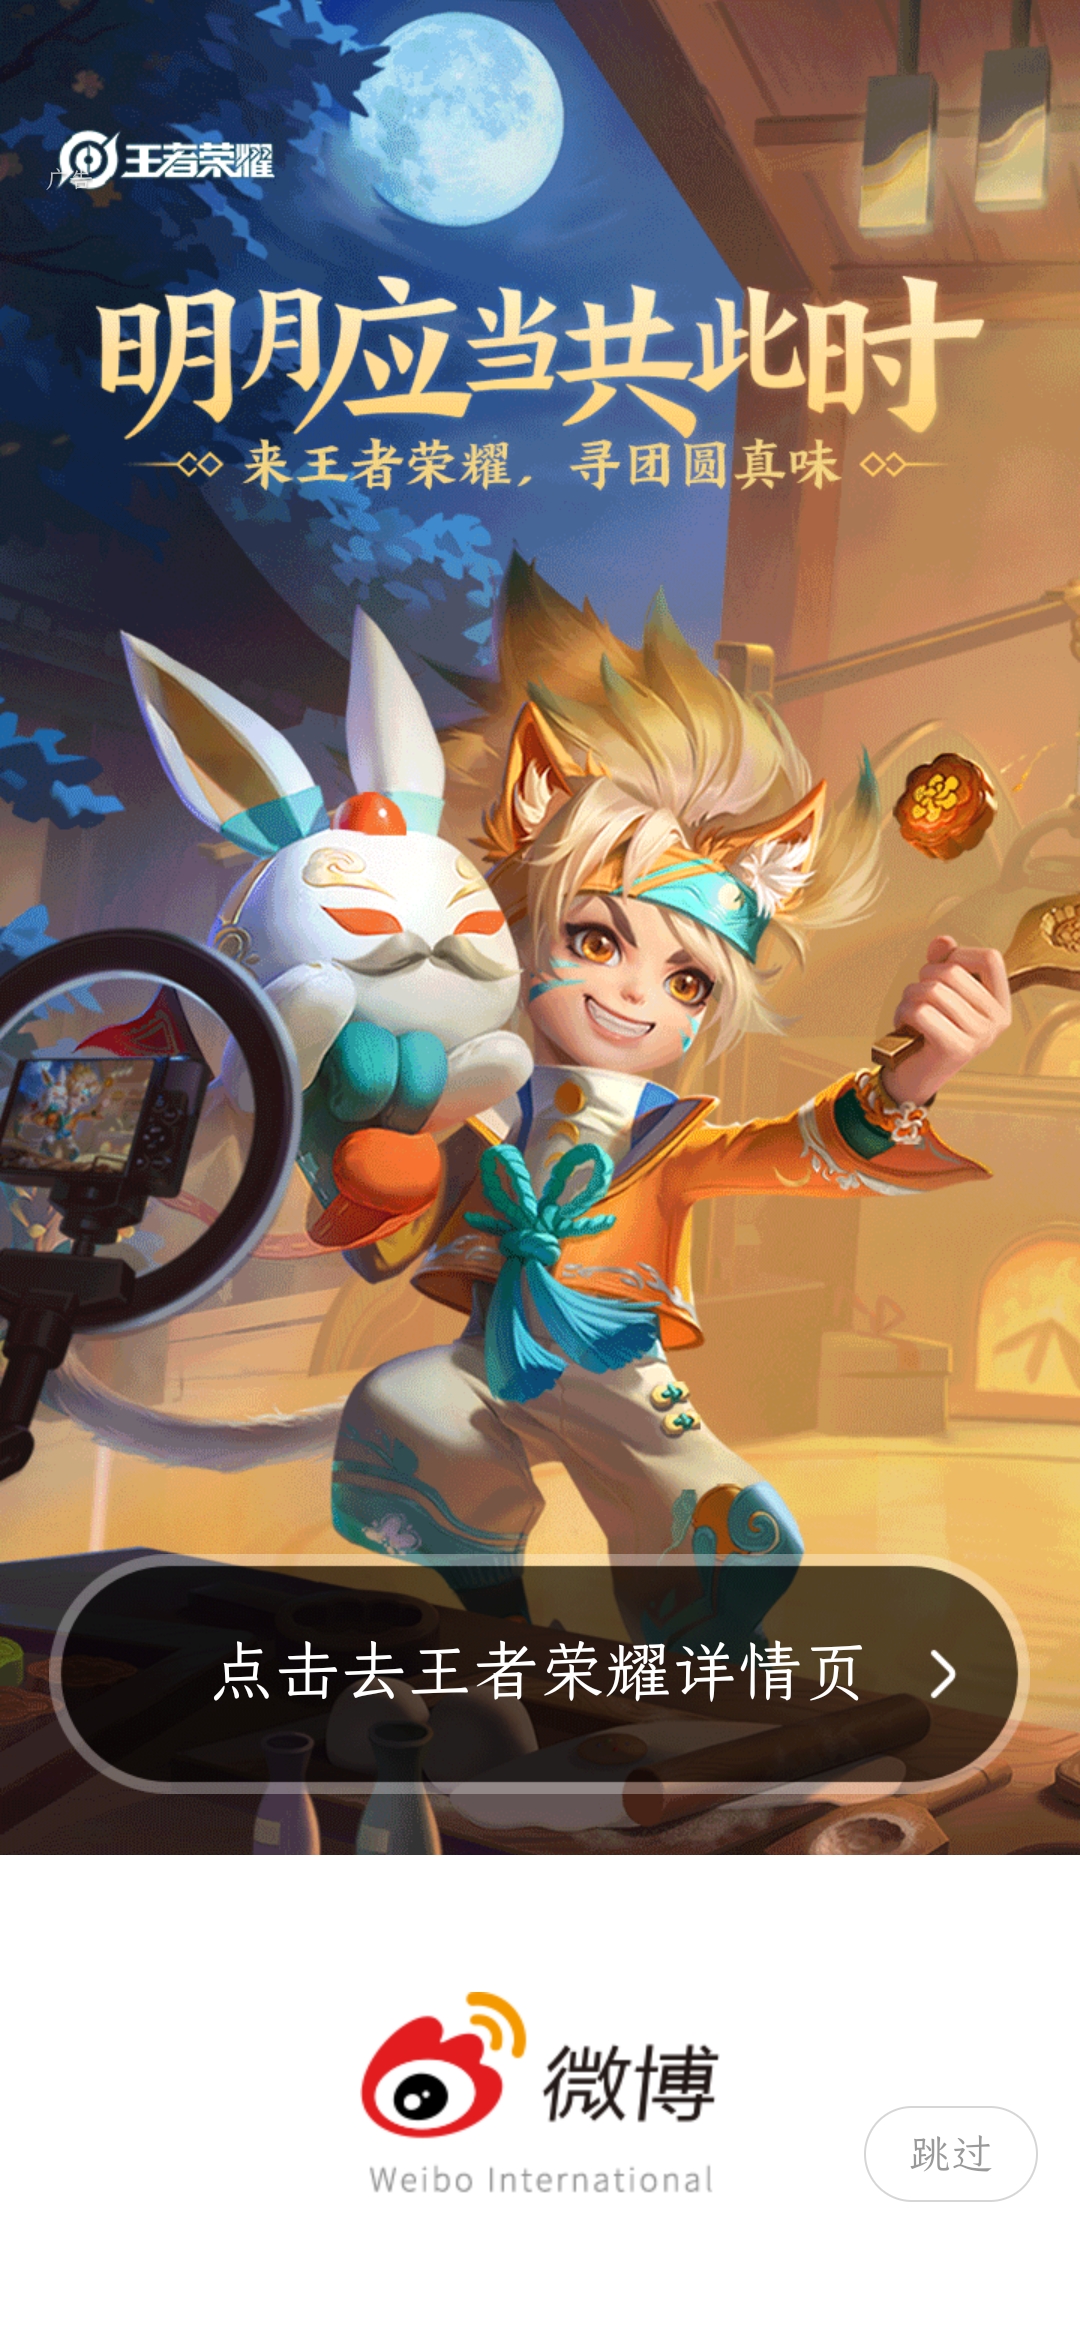 王者荣耀
广告
明月应当共此时
来王者荣耀，寻团圆真味
点击去王者荣耀详情页
微博
Weibo International
跳过